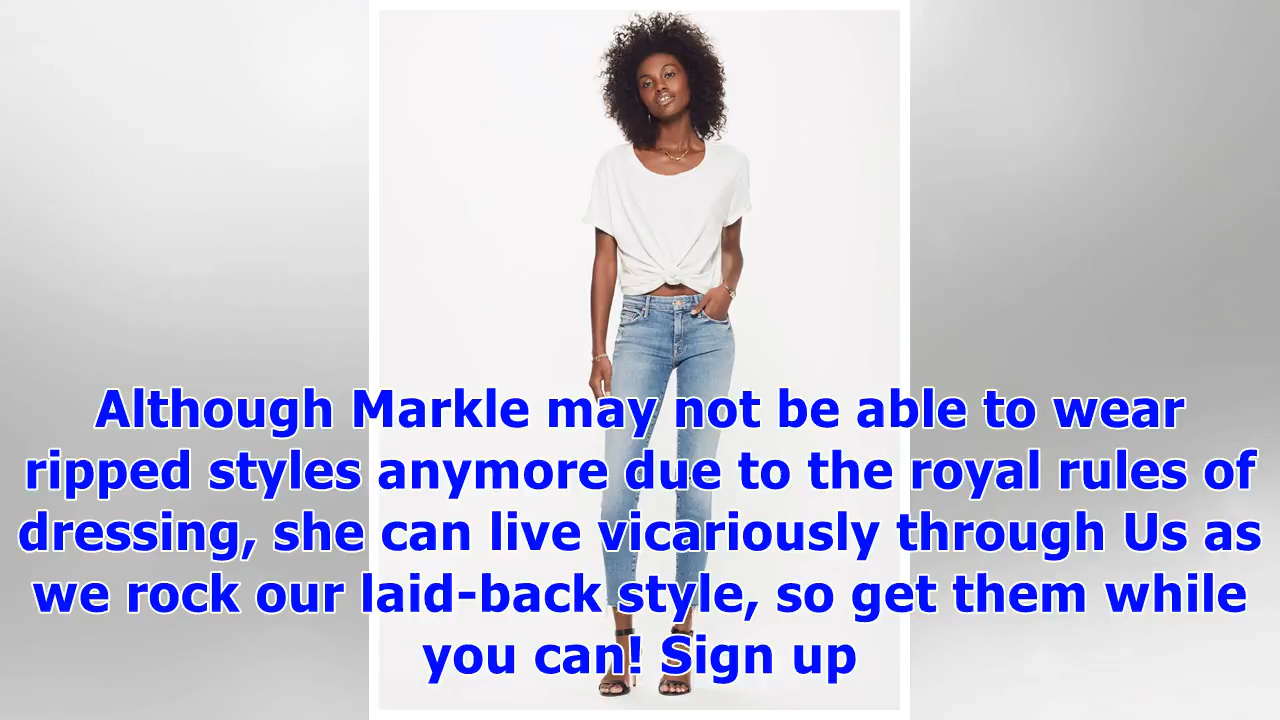 Although Markle may not be able to wear
ripped styles anymore due to the royal rules of
dressing, she can live vicariously through Us as
we rock our laid-back style, so get them while
you can! Sign up